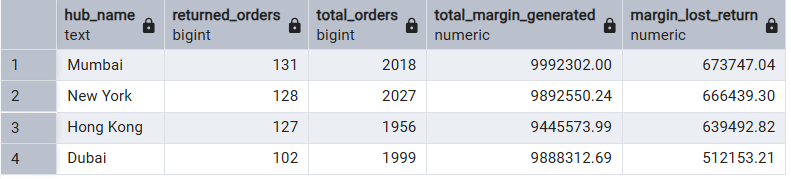 hub_name returned_orders total_orders total_margin_generated margin_lost_return
text bigint bigint numeric numeric
1 Mumbai 131 2018 9992302.00 673747.04
2 New York 128 2027 9892550.24 666439.30
3 Hong Kong 127 1956 9445573.99 639492.82
4 Dubai 102 1999 9888312.69 512153.21